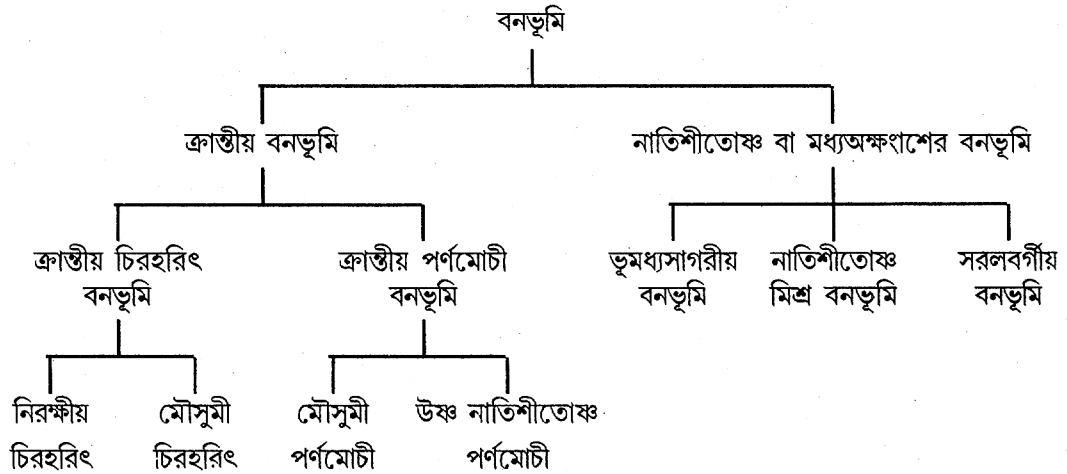 বনভূমি
ক্রান্তীয় বনভূমি
নাতিশীতোষ্ণ বা মধ্যঅক্ষংাশের বনভূমি
ক্রান্তীয় চিরহরিৎ
বনভূমি
ক্রান্তীয় পর্ণমোচী
বনভূমি
ভূমধ্যসাগরীয়
বনভূমি
নাতিশীতোষ্ণ
মিশ্র বনভূমি
সরলবর্গীয়
বনভূমি
নিরক্ষীয়
চিরহরিৎ
মৌসুমী
চিরহরিৎ
মৌসুমী
পর্ণমোচী
উষ্ণ নাতিশীতোষ্ণ
পর্ণমোচী